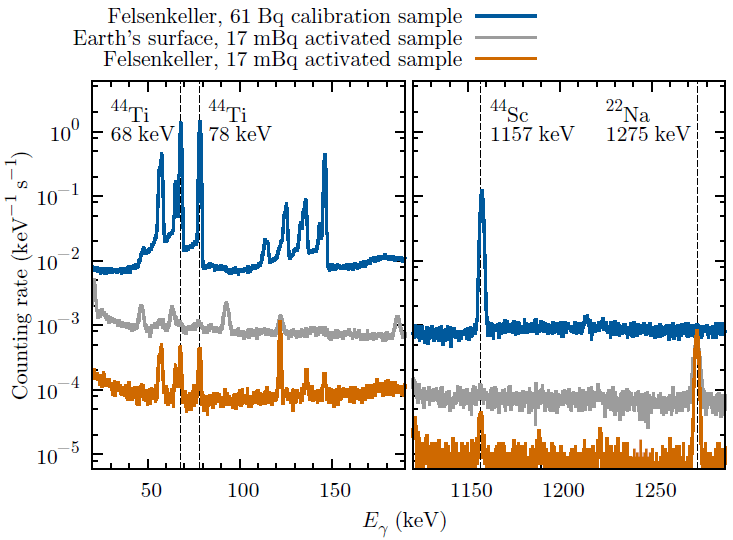 Felsenkeller, 61 Bq calibration sample
Earth's surface, 17 mBq activated sample
Felsenkeller, 17 mBq activated sample
⁴⁴Ti
68 keV
⁴⁴Ti
78 keV
⁴⁴Sc
1157 keV
²²Na
1275 keV
Counting rate (keV⁻¹ s⁻¹)
10⁰
10⁻¹
10⁻²
10⁻³
10⁻⁴
10⁻⁵
50 100 150 1150 1200 1250
E_γ (keV)